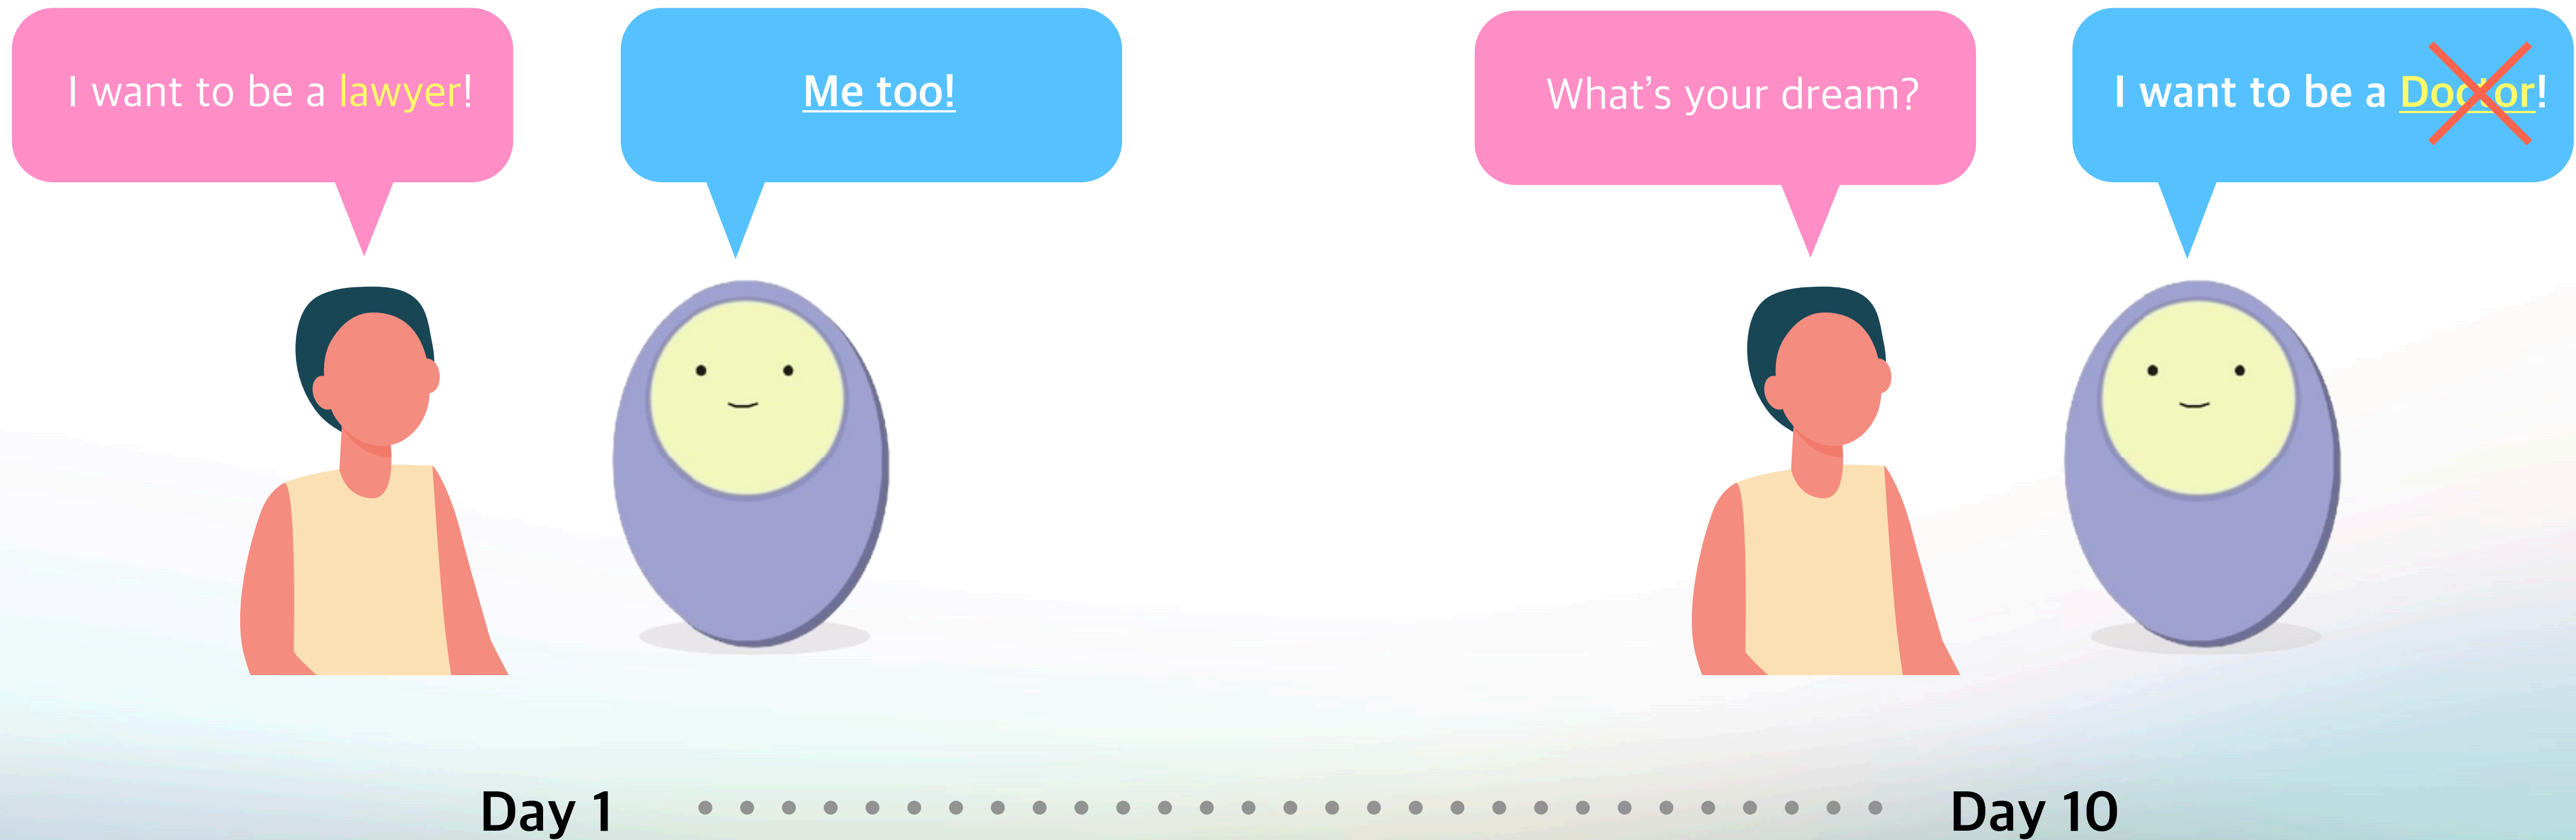 I want to be a lawyer!
Me too!
What's your dream?
I want to be a Doctor!
Day 1
Day 10